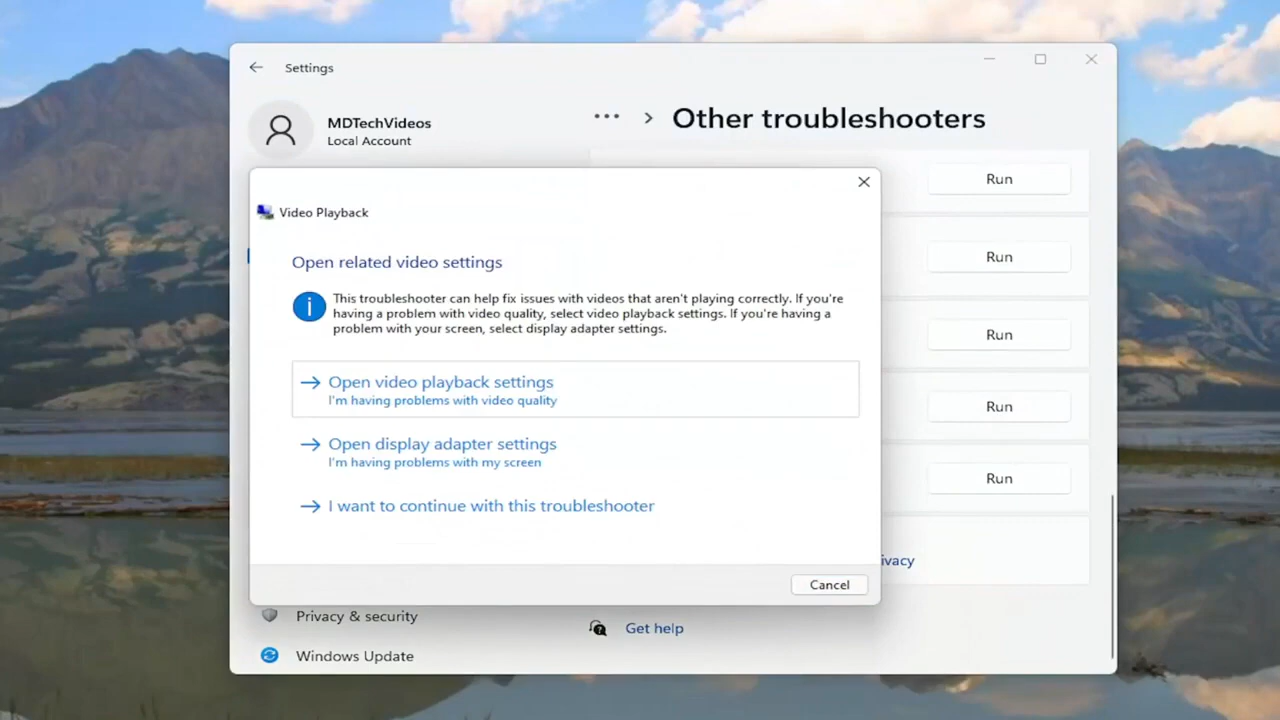 Settings
MDTechVideos
Local Account
... > Other troubleshooters
Run
Run
Run
Run
Run
Video Playback
Open related video settings
This troubleshooter can help fix issues with videos that aren't playing correctly. If you're
having a problem with video quality, select video playback settings. If you're having a
problem with your screen, select display adapter settings.
Open video playback settings
I'm having problems with video quality
Open display adapter settings
I'm having problems with my screen
I want to continue with this troubleshooter
Cancel
ivacy
Privacy & security
Get help
Windows Update